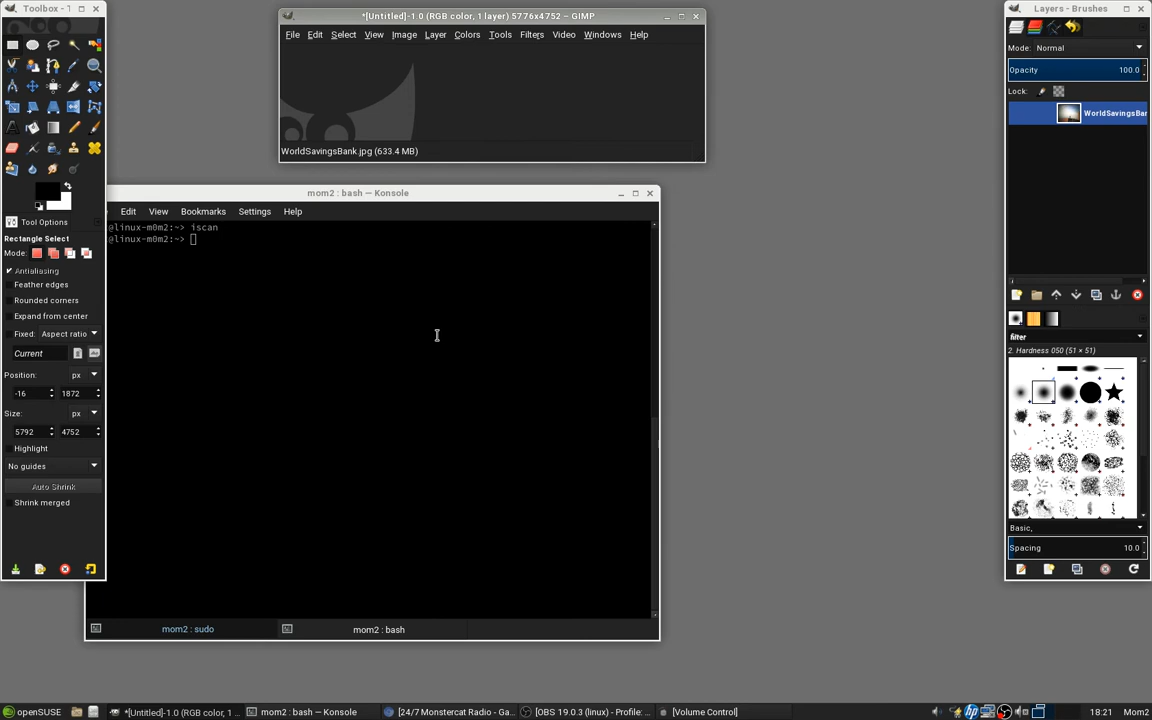 Toolbox - T
*[Untitled]-1.0 (RGB color, 1 layer) 5776x4752 – GIMP
Layers - Brushes
File Edit Select View Image Layer Colors Tools Filters Video Windows Help
WorldSavingsBank.jpg (633.4 MB)
Mode: Normal
Opacity 100.0
Lock:
WorldSavingsBar
mom2 : bash — Konsole
Edit View Bookmarks Settings Help
@linux-m0m2:~> iscan
@linux-m0m2:~>
mom2 : sudo
mom2 : bash
Tool Options
Rectangle Select
Mode:
Antialiasing
Feather edges
Rounded corners
Expand from center
Fixed: Aspect ratio
Current
Position: px
-16 1872
Size: px
5792 4752
Highlight
No guides
Auto Shrink
Shrink merged
filter
2. Hardness 050 (51 × 51)
Basic,
Spacing 10.0
openSUSE
*[Untitled]-1.0 (RGB color, 1 ...
mom2 : bash — Konsole
[24/7 Monstercat Radio - Ga...
[OBS 19.0.3 (linux) - Profile: ...
[Volume Control]
18:21
Mom2